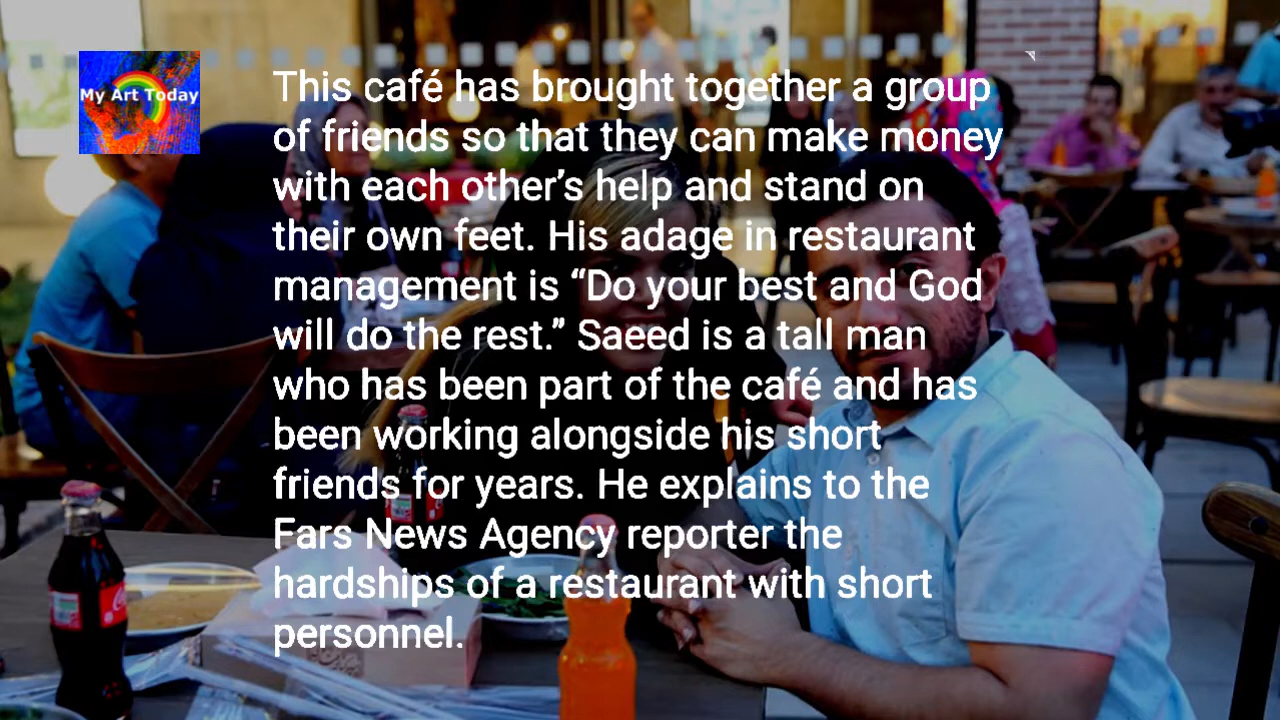 My Art Today
This café has brought together a group
of friends so that they can make money
with each other’s help and stand on
their own feet. His adage in restaurant
management is “Do your best and God
will do the rest.” Saeed is a tall man
who has been part of the café and has
been working alongside his short
friends for years. He explains to the
Fars News Agency reporter the
hardships of a restaurant with short
personnel.